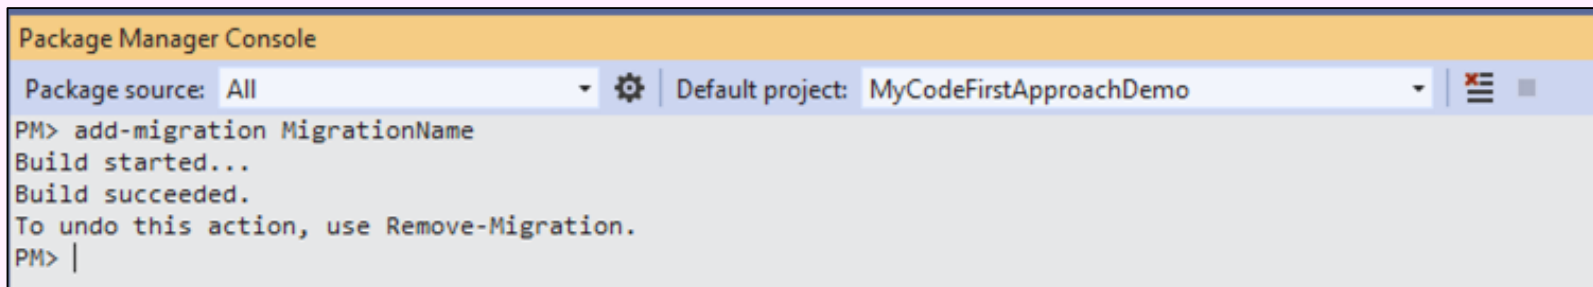 Package Manager Console
Package source: All Default project: MyCodeFirstApproachDemo
PM> add-migration MigrationName
Build started...
Build succeeded.
To undo this action, use Remove-Migration.
PM>